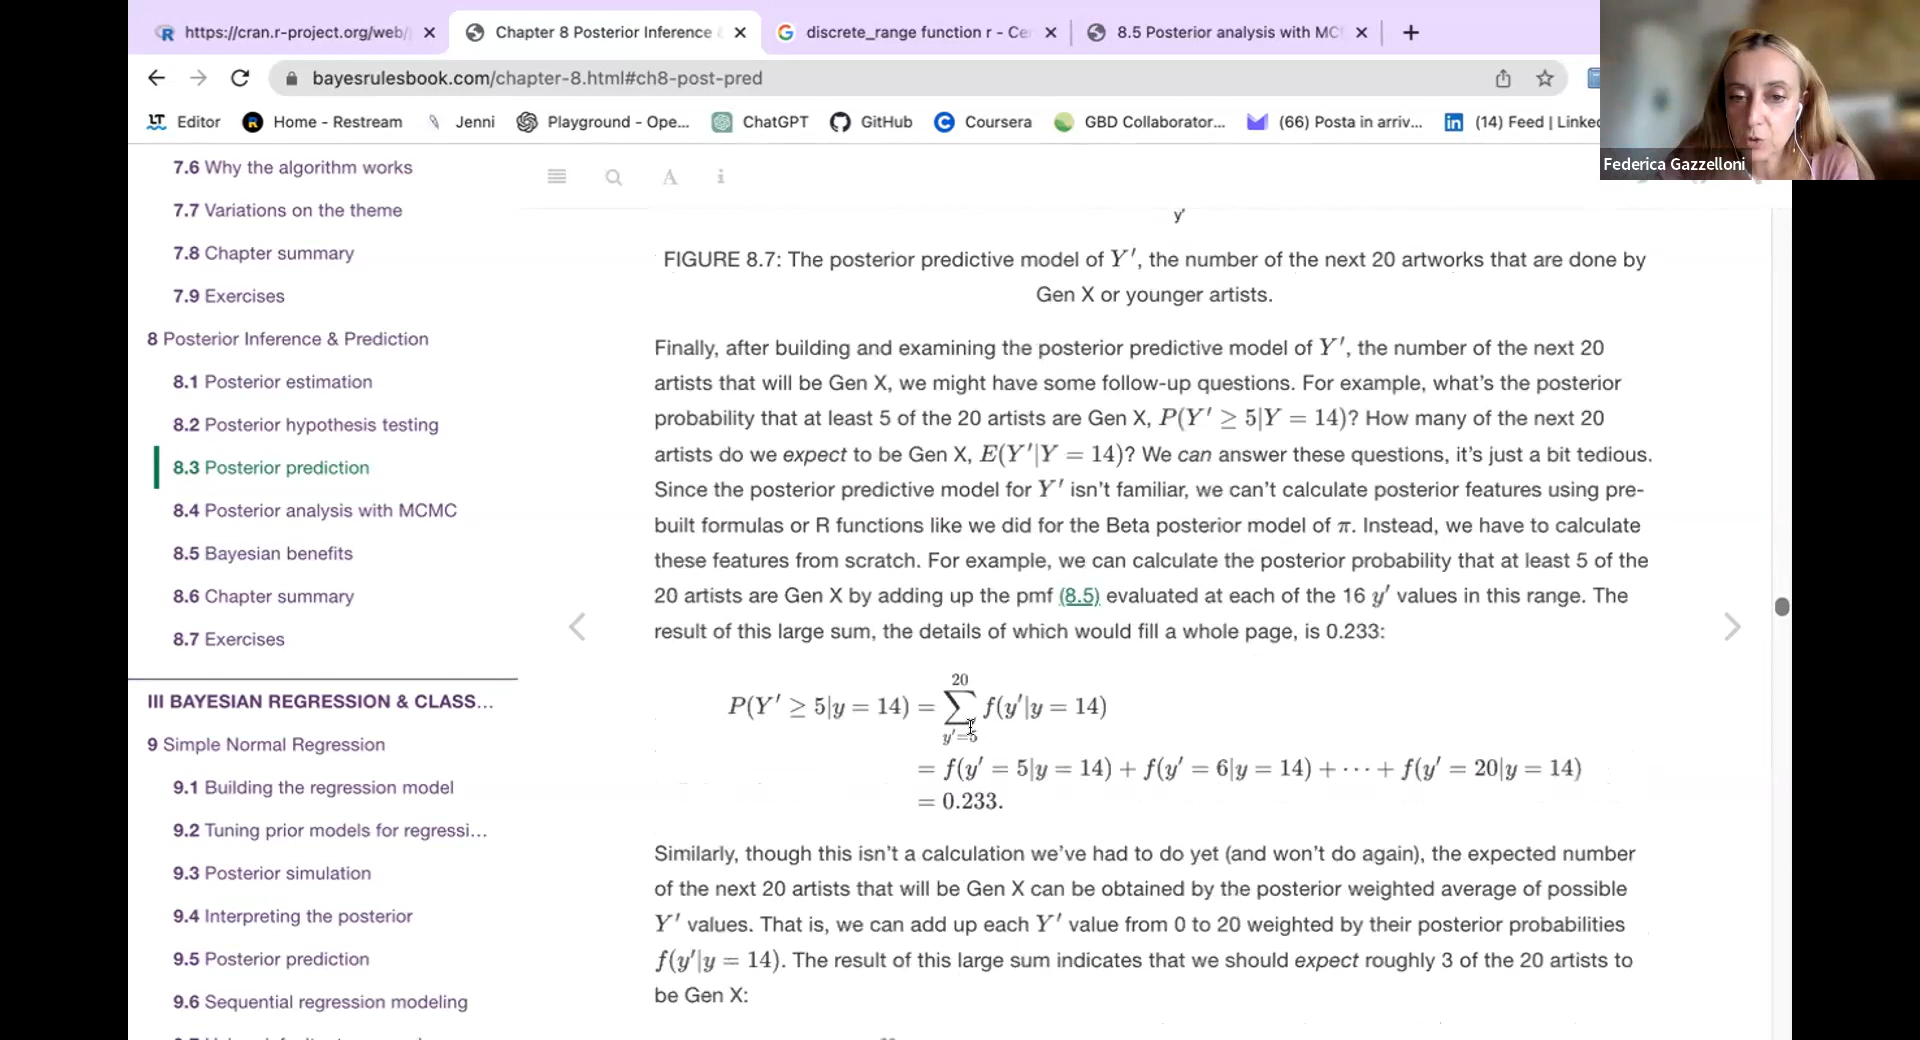 https://cran.r-project.org/web/
Chapter 8 Posterior Inference
discrete_range function r - Ce
8.5 Posterior analysis with MC
bayesrulesbook.com/chapter-8.html#ch8-post-pred
Editor
Home - Restream
Jenni
Playground - Ope...
ChatGPT
GitHub
Coursera
GBD Collaborator...
(66) Posta in arriv...
(14) Feed | Linke
Federica Gazzelloni
7.6 Why the algorithm works
7.7 Variations on the theme
7.8 Chapter summary
7.9 Exercises
8 Posterior Inference & Prediction
8.1 Posterior estimation
8.2 Posterior hypothesis testing
8.3 Posterior prediction
8.4 Posterior analysis with MCMC
8.5 Bayesian benefits
8.6 Chapter summary
8.7 Exercises
III BAYESIAN REGRESSION & CLASS...
9 Simple Normal Regression
9.1 Building the regression model
9.2 Tuning prior models for regressi...
9.3 Posterior simulation
9.4 Interpreting the posterior
9.5 Posterior prediction
9.6 Sequential regression modeling
y'
FIGURE 8.7: The posterior predictive model of Y′, the number of the next 20 artworks that are done by
Gen X or younger artists.
Finally, after building and examining the posterior predictive model of Y′, the number of the next 20
artists that will be Gen X, we might have some follow-up questions. For example, what's the posterior
probability that at least 5 of the 20 artists are Gen X, P(Y′ ≥ 5|Y = 14)? How many of the next 20
artists do we expect to be Gen X, E(Y′|Y = 14)? We can answer these questions, it's just a bit tedious.
Since the posterior predictive model for Y′ isn't familiar, we can't calculate posterior features using pre-
built formulas or R functions like we did for the Beta posterior model of π. Instead, we have to calculate
these features from scratch. For example, we can calculate the posterior probability that at least 5 of the
20 artists are Gen X by adding up the pmf (8.5) evaluated at each of the 16 y′ values in this range. The
result of this large sum, the details of which would fill a whole page, is 0.233:
20
P(Y′ ≥ 5|y = 14) = ∑ f(y′|y = 14)
y′=5
= f(y′ = 5|y = 14) + f(y′ = 6|y = 14) + ⋯ + f(y′ = 20|y = 14)
= 0.233.
Similarly, though this isn't a calculation we've had to do yet (and won't do again), the expected number
of the next 20 artists that will be Gen X can be obtained by the posterior weighted average of possible
Y′ values. That is, we can add up each Y′ value from 0 to 20 weighted by their posterior probabilities
f(y′|y = 14). The result of this large sum indicates that we should expect roughly 3 of the 20 artists to
be Gen X: